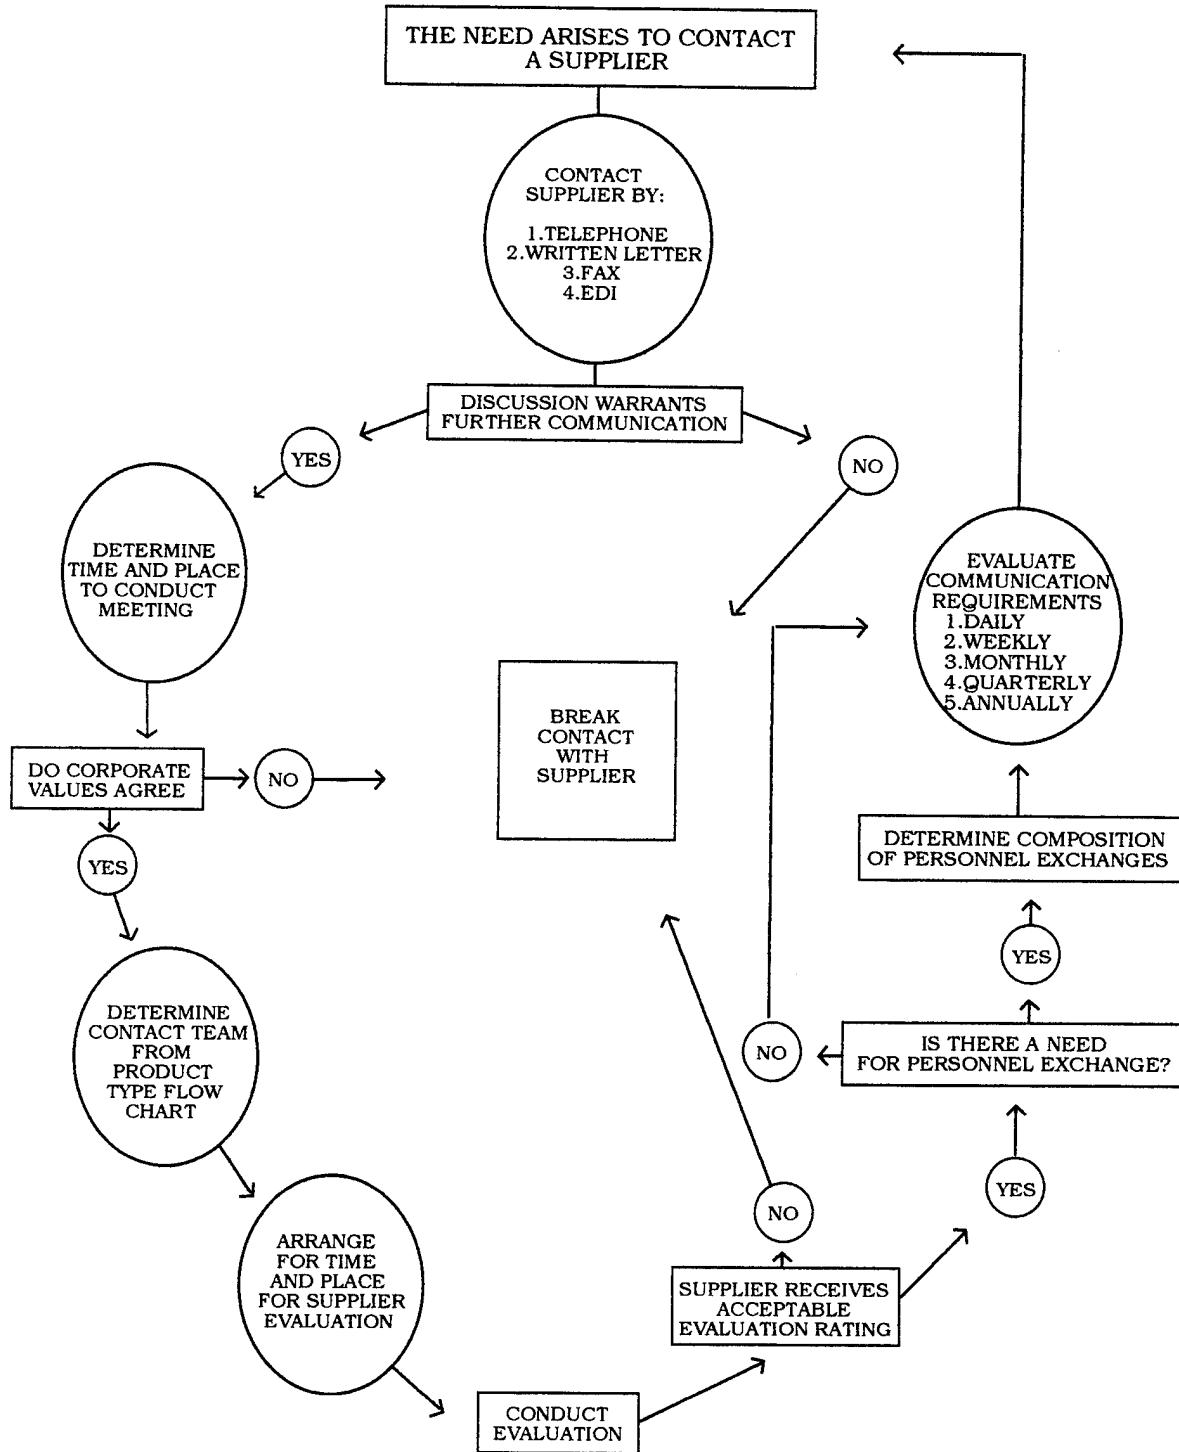 THE NEED ARISES TO CONTACT
A SUPPLIER
CONTACT
SUPPLIER BY:
1.TELEPHONE
2.WRITTEN LETTER
3.FAX
4.EDI
DISCUSSION WARRANTS
FURTHER COMMUNICATION
YES
NO
DETERMINE
TIME AND PLACE
TO CONDUCT
MEETING
EVALUATE
COMMUNICATION
REQUIREMENTS
1.DAILY
2.WEEKLY
3.MONTHLY
4.QUARTERLY
5.ANNUALLY
BREAK
CONTACT
WITH
SUPPLIER
DO CORPORATE
VALUES AGREE
NO
YES
DETERMINE COMPOSITION
OF PERSONNEL EXCHANGES
YES
DETERMINE
CONTACT TEAM
FROM
PRODUCT
TYPE FLOW
CHART
NO
IS THERE A NEED
FOR PERSONNEL EXCHANGE?
YES
NO
ARRANGE
FOR TIME
AND PLACE
FOR SUPPLIER
EVALUATION
SUPPLIER RECEIVES
ACCEPTABLE
EVALUATION RATING
CONDUCT
EVALUATION